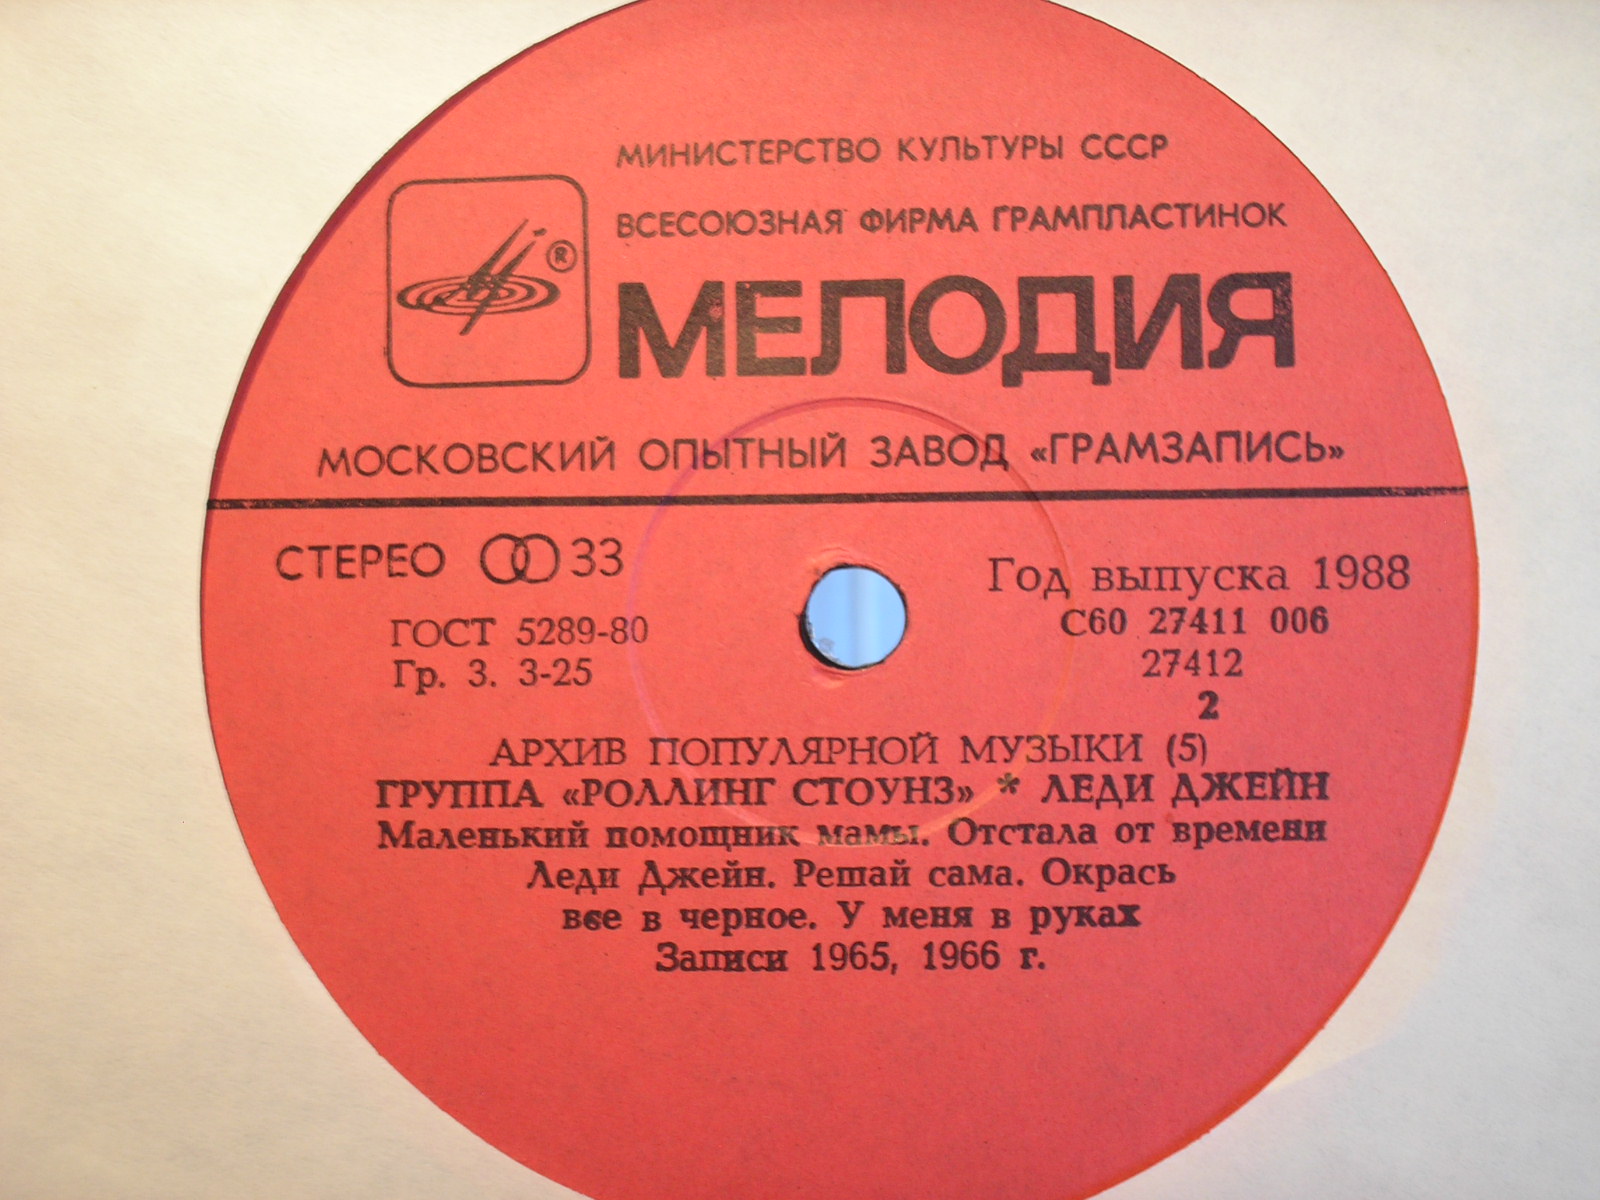 МИНИСТЕРСТВО КУЛЬТУРЫ СССР
ВСЕСОЮЗНАЯ ФИРМА ГРАМПЛАСТИНОК
®
МЕЛОДИЯ
МОСКОВСКИЙ ОПЫТНЫЙ ЗАВОД «ГРАМЗАПИСЬ»
СТЕРЕО 33
Год выпуска 1988
ГОСТ 5289-80
С60 27411 006
Гр. 3. 3-25
27412
2
АРХИВ ПОПУЛЯРНОЙ МУЗЫКИ (5)
ГРУППА «РОЛЛИНГ СТОУНЗ» * ЛЕДИ ДЖЕЙН
Маленький помощник мамы. Отстала от времени
Леди Джейн. Решай сама. Окрась
все в черное. У меня в руках
Записи 1965, 1966 г.